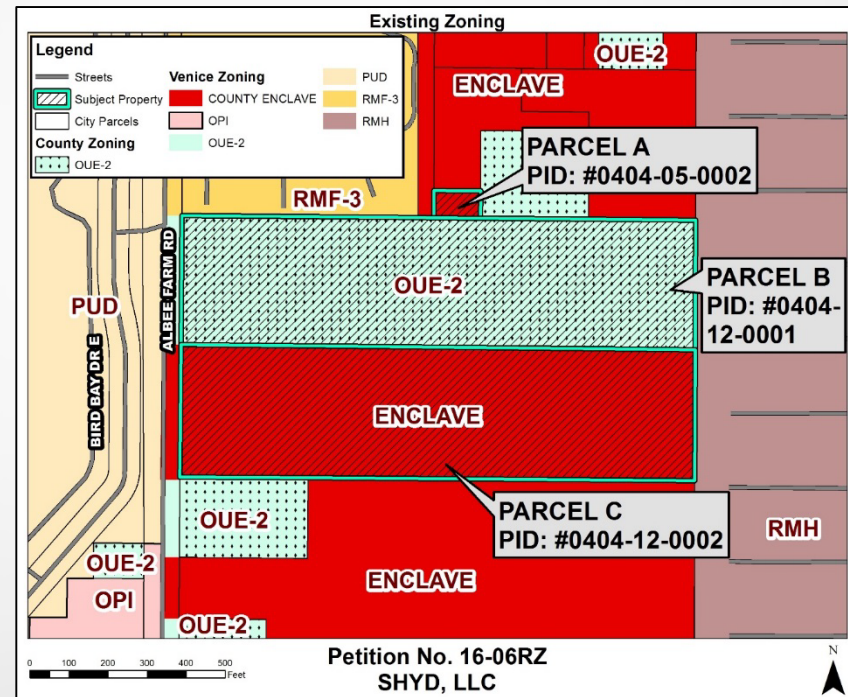 Existing Zoning
Legend
Streets
Subject Property
City Parcels
County Zoning
OUE-2
Venice Zoning
COUNTY ENCLAVE
OPI
OUE-2
PUD
RMF-3
RMH
OUE-2
ENCLAVE
PARCEL A
PID: #0404-05-0002
RMF-3
ALBEE FARM RD
OUE-2
PARCEL B
PID: #0404-
12-0001
PUD
BIRD BAY DR E
ENCLAVE
PARCEL C
PID: #0404-12-0002
OUE-2
RMH
OUE-2
ENCLAVE
OPI
OUE-2
0 100 200 300 400 500
Feet
Petition No. 16-06RZ
SHYD, LLC
N